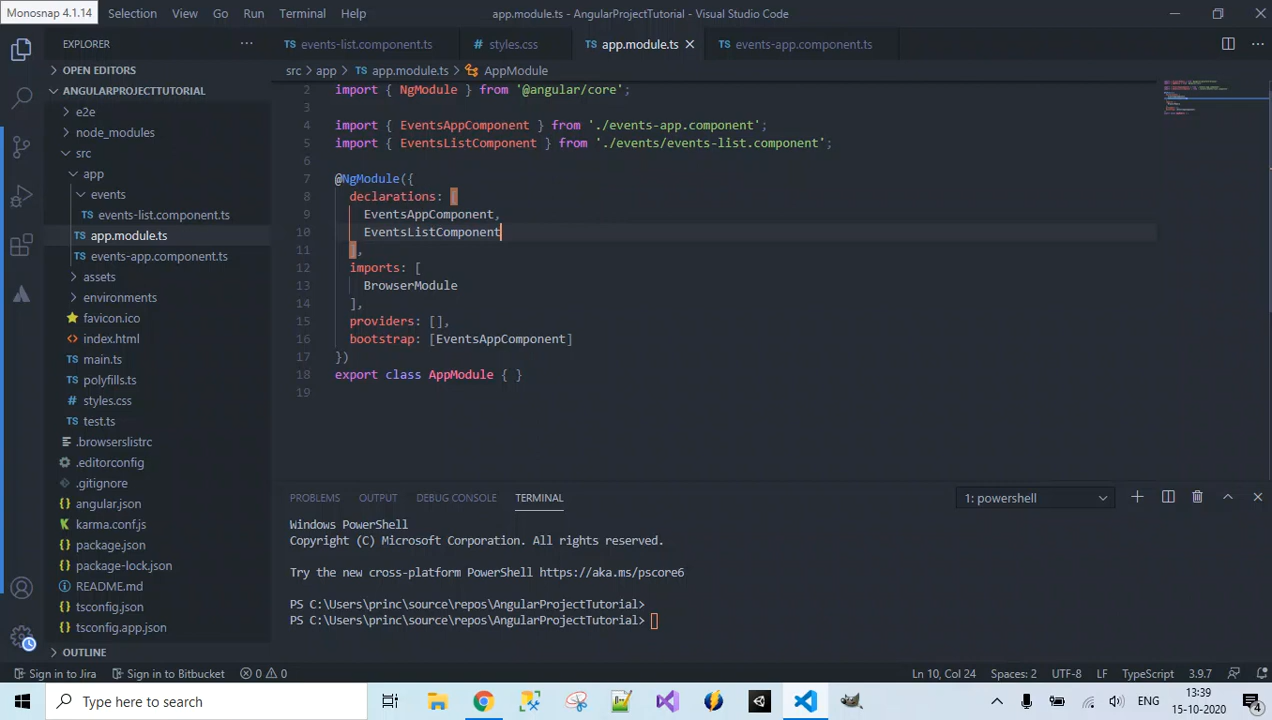 Monosnap 4.1.14
Selection View Go Run Terminal Help
app.module.ts - AngularProjectTutorial - Visual Studio Code
EXPLORER
TS events-list.component.ts
# styles.css
TS app.module.ts
TS events-app.component.ts
OPEN EDITORS
src > app > TS app.module.ts > AppModule
ANGULARPROJECTTUTORIAL
e2e
node_modules
src
app
events
TS events-list.component.ts
TS app.module.ts
TS events-app.component.ts
assets
environments
favicon.ico
<> index.html
TS main.ts
TS polyfills.ts
# styles.css
TS test.ts
.browserslistrc
.editorconfig
.gitignore
{} angular.json
karma.conf.js
{} package.json
{} package-lock.json
README.md
{} tsconfig.json
{} tsconfig.app.json
OUTLINE
2 import { NgModule } from '@angular/core';
3
4 import { EventsAppComponent } from './events-app.component';
5 import { EventsListComponent } from './events/events-list.component';
6
7 @NgModule({
8 declarations: [
9 EventsAppComponent,
10 EventsListComponent
11 ],
12 imports: [
13 BrowserModule
14 ],
15 providers: [],
16 bootstrap: [EventsAppComponent]
17 })
18 export class AppModule { }
19
PROBLEMS OUTPUT DEBUG CONSOLE TERMINAL
1: powershell
Windows PowerShell
Copyright (C) Microsoft Corporation. All rights reserved.
Try the new cross-platform PowerShell https://aka.ms/pscore6
PS C:\Users\princ\source\repos\AngularProjectTutorial>
PS C:\Users\princ\source\repos\AngularProjectTutorial>
Sign in to Jira Sign in to Bitbucket 0 0
Ln 10, Col 24 Spaces: 2 UTF-8 LF TypeScript 3.9.7
Type here to search
ENG
13:39
15-10-2020
4